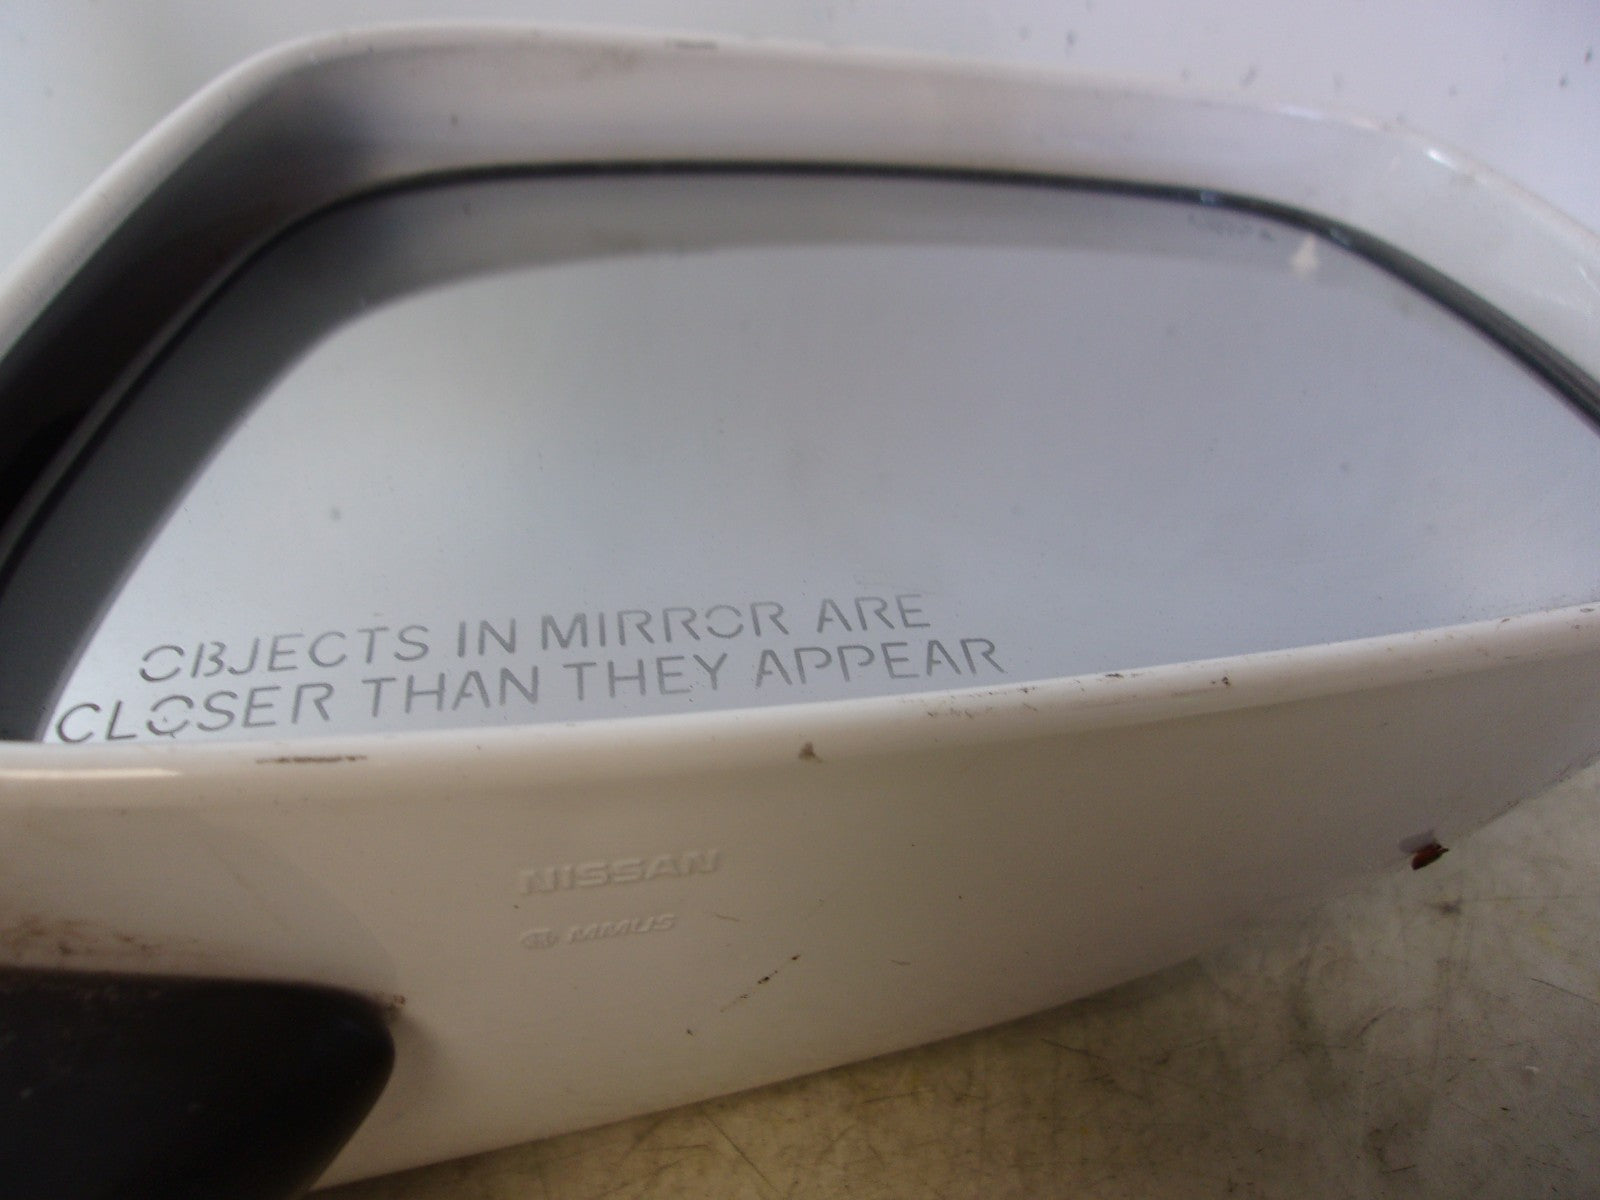 OBJECTS IN MIRROR ARE
CLOSER THAN THEY APPEAR
NISSAN
MMUS